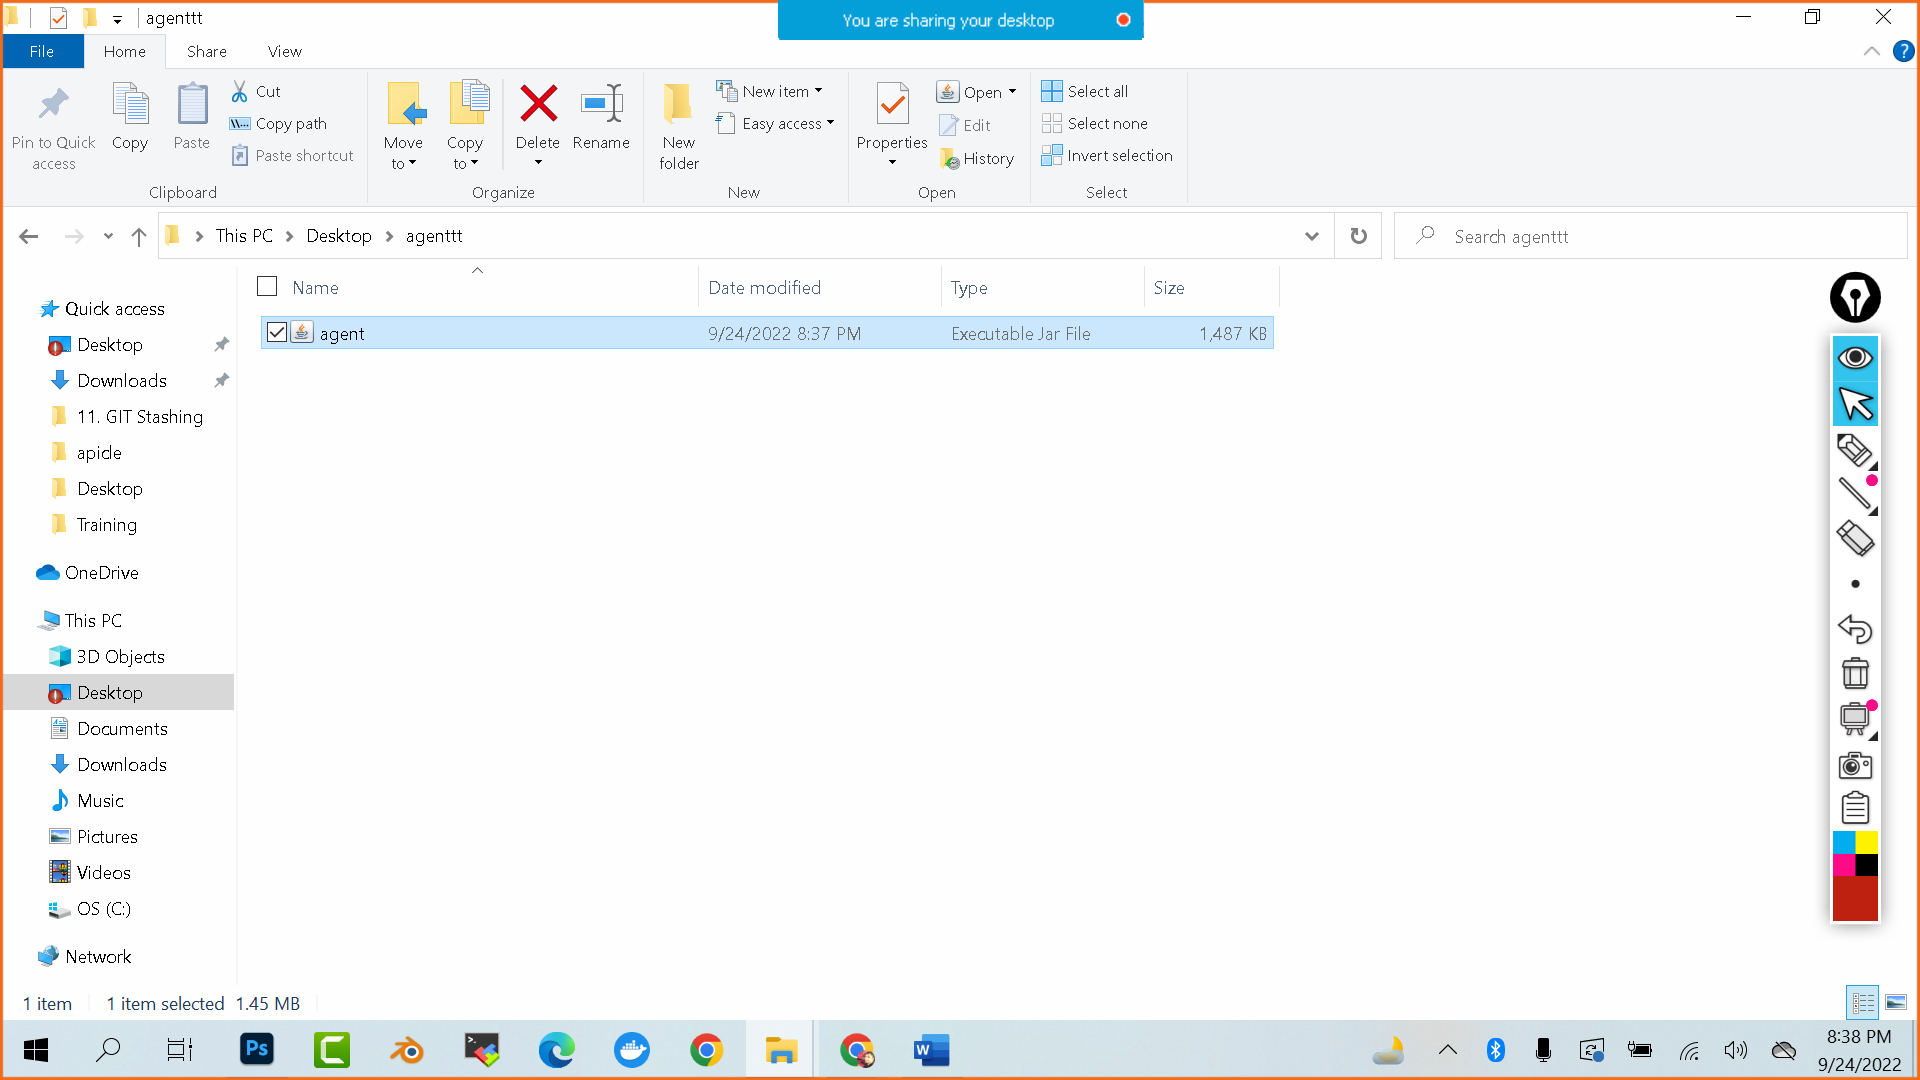 agenttt
You are sharing your desktop
File Home Share View
Pin to Quick access
Copy
Paste
Cut
Copy path
Paste shortcut
Clipboard
Move to
Copy to
Delete
Rename
Organize
New folder
New item
Easy access
New
Properties
Open
Edit
History
Open
Select all
Select none
Invert selection
Select
This PC Desktop agenttt
Search agenttt
Name Date modified Type Size
agent 9/24/2022 8:37 PM Executable Jar File 1,487 KB
Quick access
Desktop
Downloads
11. GIT Stashing
apicle
Desktop
Training
OneDrive
This PC
3D Objects
Desktop
Documents
Downloads
Music
Pictures
Videos
OS (C:)
Network
1 item 1 item selected 1.45 MB
Ps
W
8:38 PM
9/24/2022